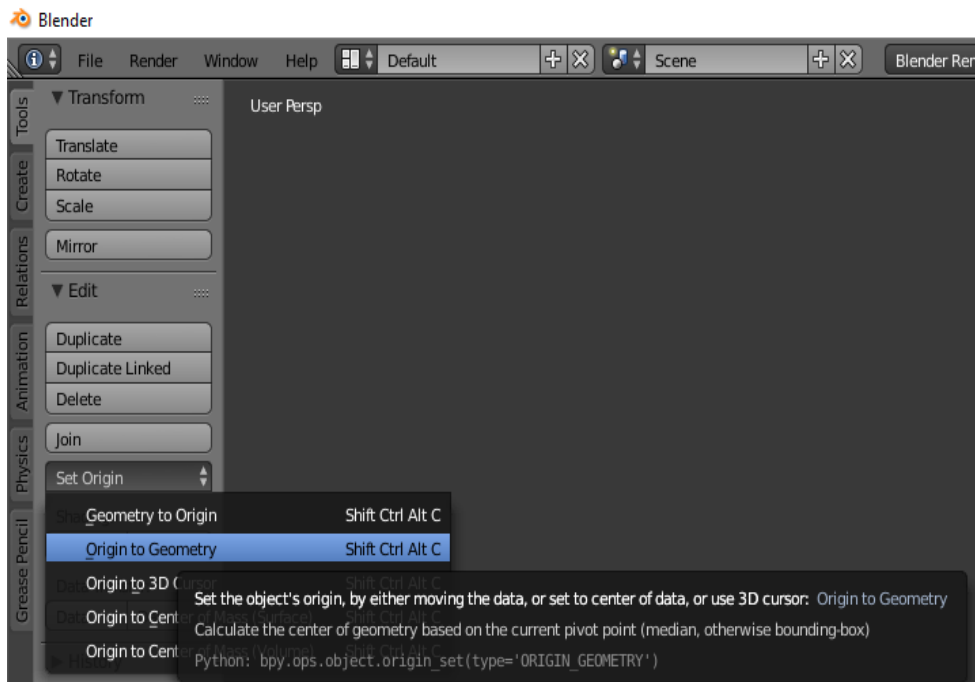 Blender
File Render Window Help Default Scene Blender Ren
Tools
Create
Relations
Animation
Physics
Grease Pencil
Transform
User Persp
Translate
Rotate
Scale
Mirror
Edit
Duplicate
Duplicate Linked
Delete
Join
Set Origin
Geometry to Origin Shift Ctrl Alt C
Origin to Geometry Shift Ctrl Alt C
Origin to 3D Cursor Shift Ctrl Alt C
Origin to Center of Mass (Surface) Shift Ctrl Alt C
Origin to Center of Mass (Volume) Shift Ctrl Alt C
Set the object's origin, by either moving the data, or set to center of data, or use 3D cursor: Origin to Geometry
Calculate the center of geometry based on the current pivot point (median, otherwise bounding-box)
Python: bpy.ops.object.origin_set(type='ORIGIN_GEOMETRY')
History